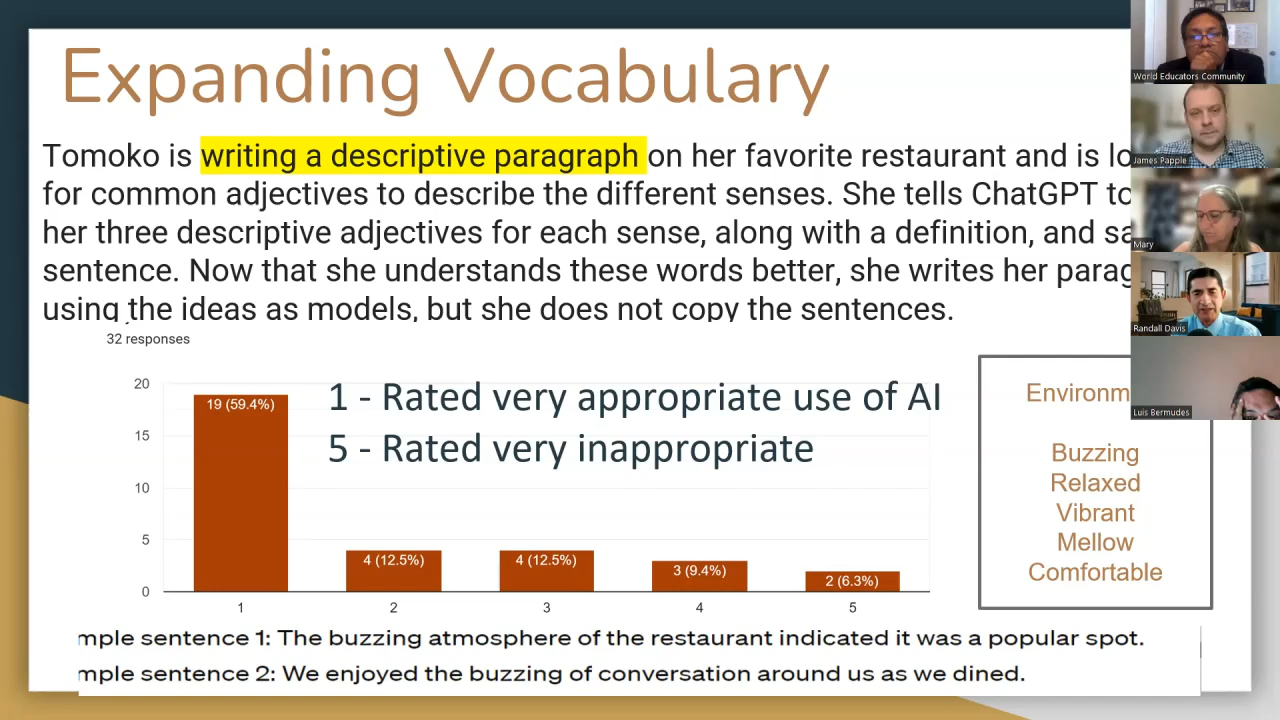 Expanding Vocabulary
Tomoko is writing a descriptive paragraph on her favorite restaurant and is lo
for common adjectives to describe the different senses. She tells ChatGPT to
her three descriptive adjectives for each sense, along with a definition, and sa
sentence. Now that she understands these words better, she writes her parag
using the ideas as models, but she does not copy the sentences.
32 responses
20
15
10
5
0
19 (59.4%)
4 (12.5%)
4 (12.5%)
3 (9.4%)
2 (6.3%)
1
2
3
4
5
1 - Rated very appropriate use of AI
5 - Rated very inappropriate
Environm
Buzzing
Relaxed
Vibrant
Mellow
Comfortable
mple sentence 1: The buzzing atmosphere of the restaurant indicated it was a popular spot.
mple sentence 2: We enjoyed the buzzing of conversation around us as we dined.
World Educators Community
James Papple
Mary
Randall Davis
Luis Bermudes